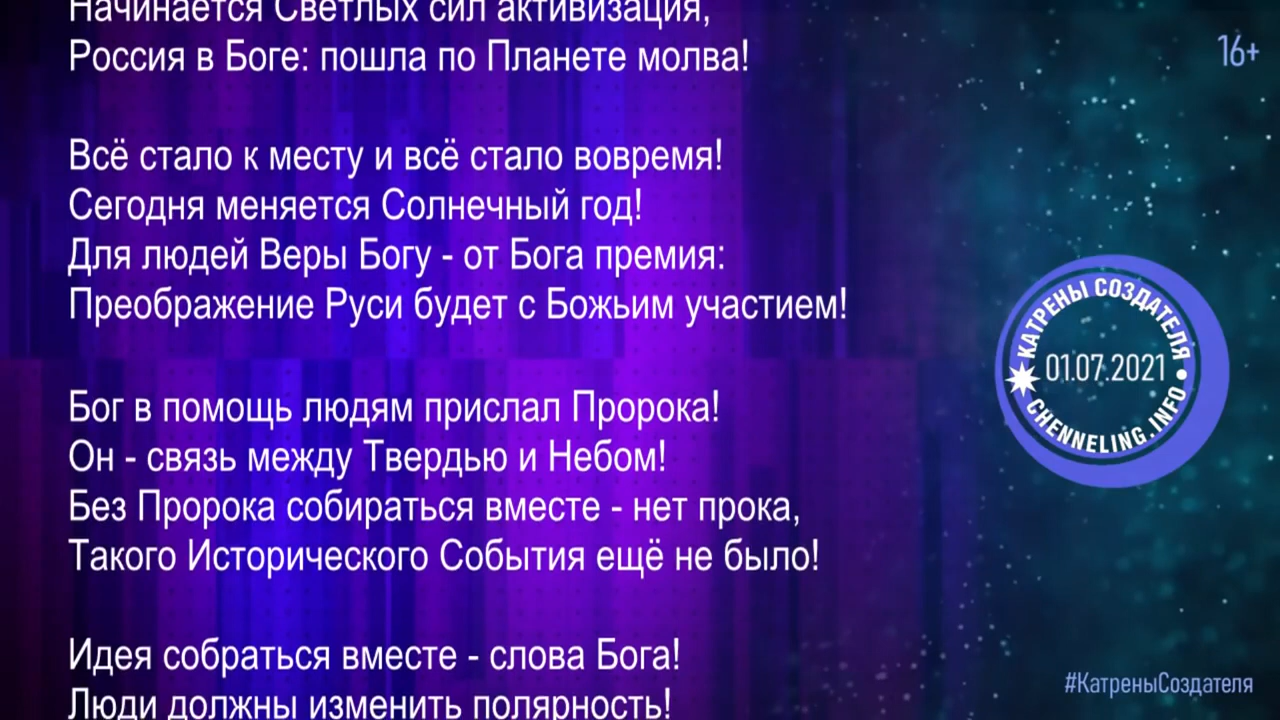 Начинается Светлых сил активизация,
Россия в Боге: пошла по Планете молва!
Всё стало к месту и всё стало вовремя!
Сегодня меняется Солнечный год!
Для людей Веры Богу - от Бога премия:
Преображение Руси будет с Божьим участием!
Бог в помощь людям прислал Пророка!
Он - связь между Твердью и Небом!
Без Пророка собираться вместе - нет прока,
Такого Исторического События ещё не было!
Идея собраться вместе - слова Бога!
Люди должны изменить полярность!
16+
КАТРЕНЫ СОЗДАТЕЛЯ
01.07.2021
CHENNELING.INFO
#КатреныСоздателя